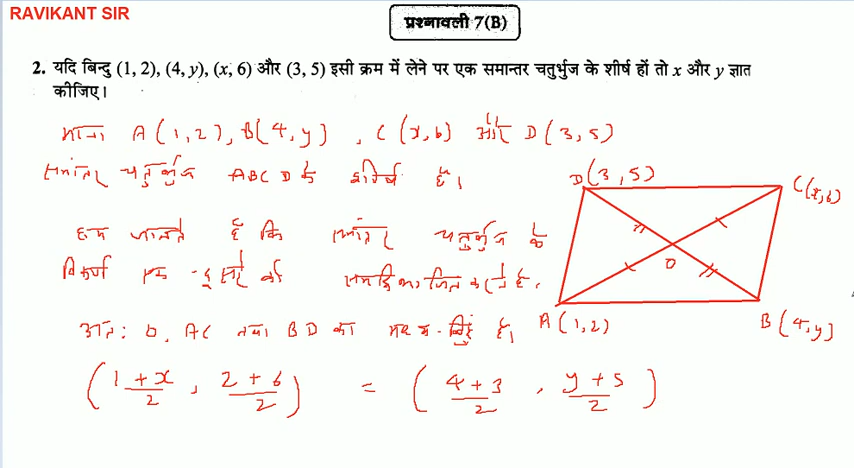 RAVIKANT SIR
प्रश्नावली 7(B)
2. यदि बिन्दु (1, 2), (4, y), (x, 6) और (3, 5) इसी क्रम में लेने पर एक समान्तर चतुर्भुज के शीर्ष हों तो x और y ज्ञात
कीजिए।
माना A(1,2), B(4,y), C(x,6) और D(3,5)
समांतर चतुर्भुज ABCD के शीर्ष हैं।
हम जानते हैं कि समांतर चतुर्भुज के
विकर्ण एक-दूसरे को समद्विभाजित करते हैं।
अतः O, AC तथा BD का मध्य-बिंदु है।
(1+x/2, 2+6/2) = (4+3/2, y+5/2)
D(3,5)
C(x,6)
O
A(1,2)
B(4,y)